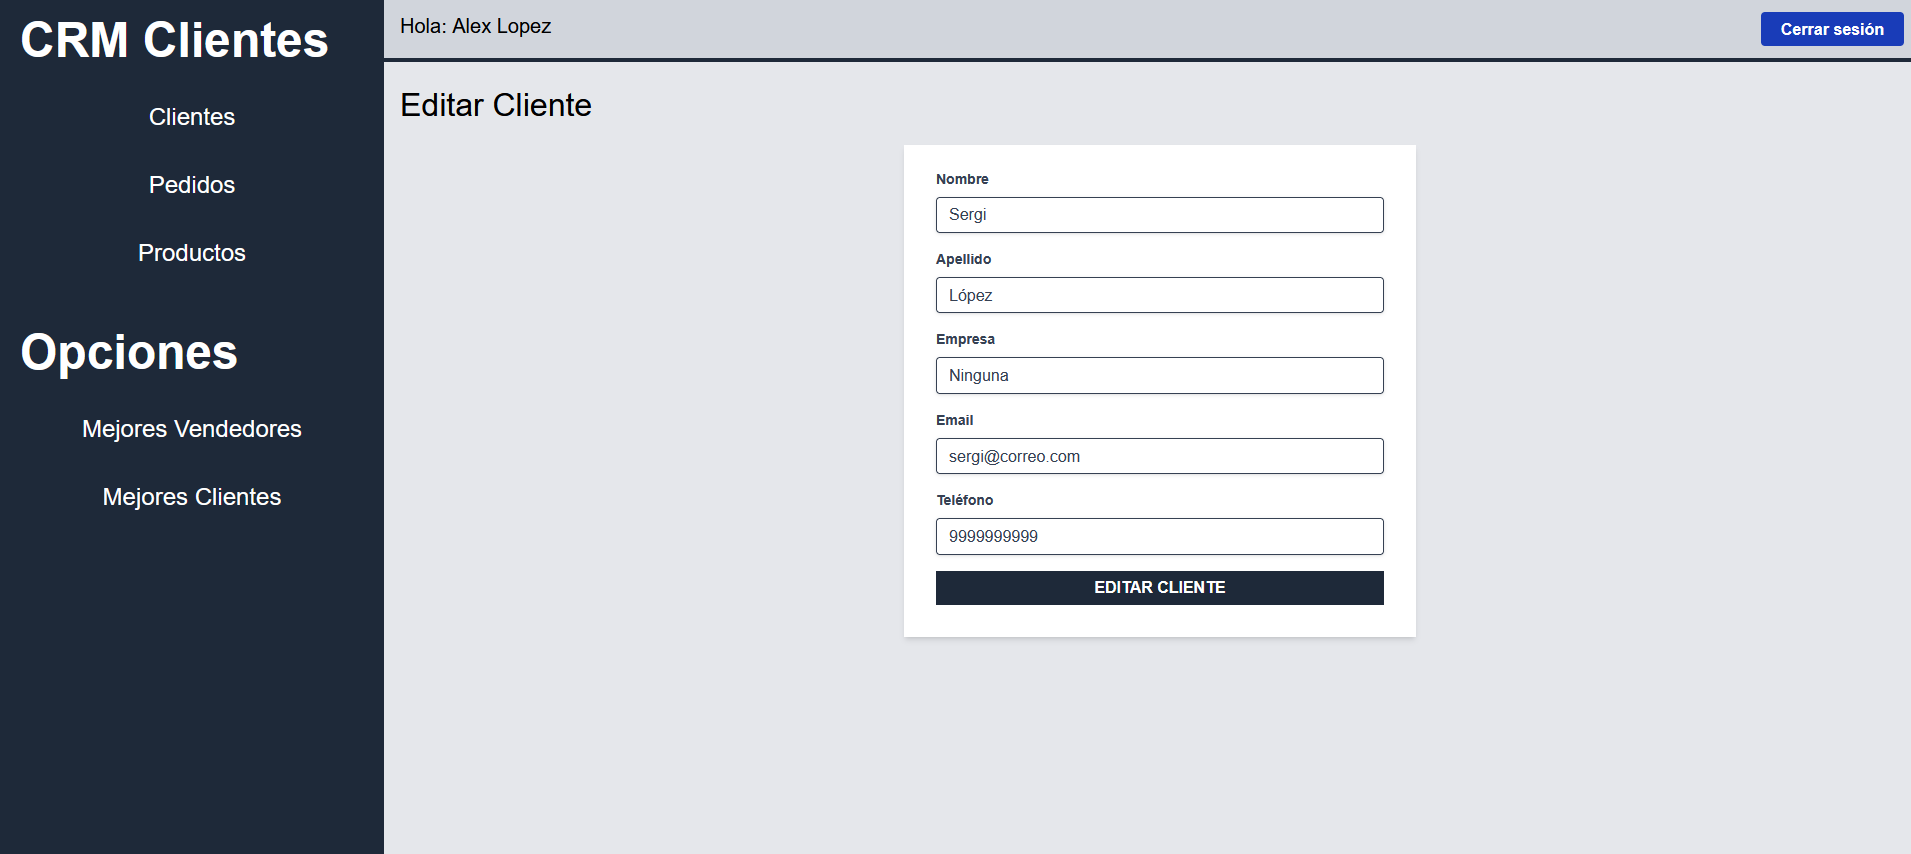 CRM Clientes
Clientes
Pedidos
Productos
Opciones
Mejores Vendedores
Mejores Clientes
Hola: Alex Lopez
Cerrar sesión
Editar Cliente
Nombre
Sergi
Apellido
López
Empresa
Ninguna
Email
sergi@correo.com
Teléfono
9999999999
EDITAR CLIENTE